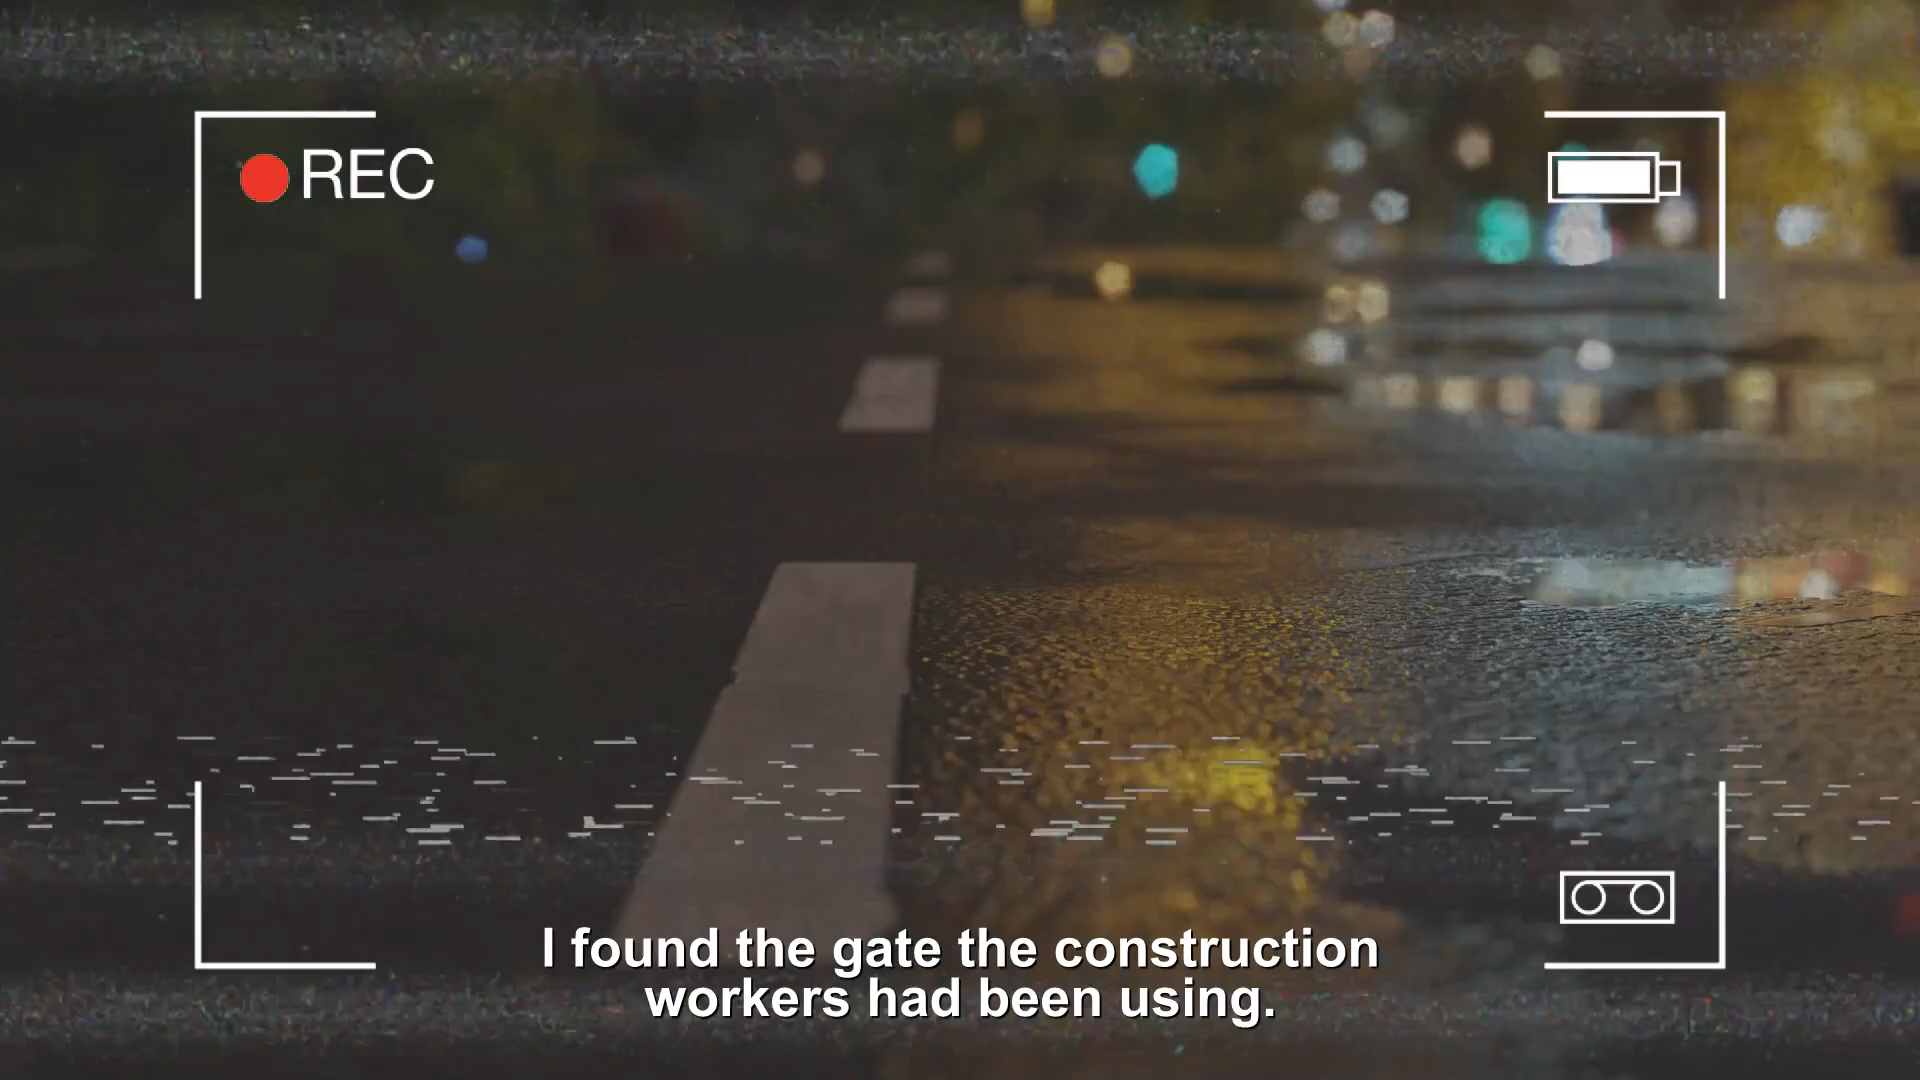 REC
I found the gate the construction
workers had been using.